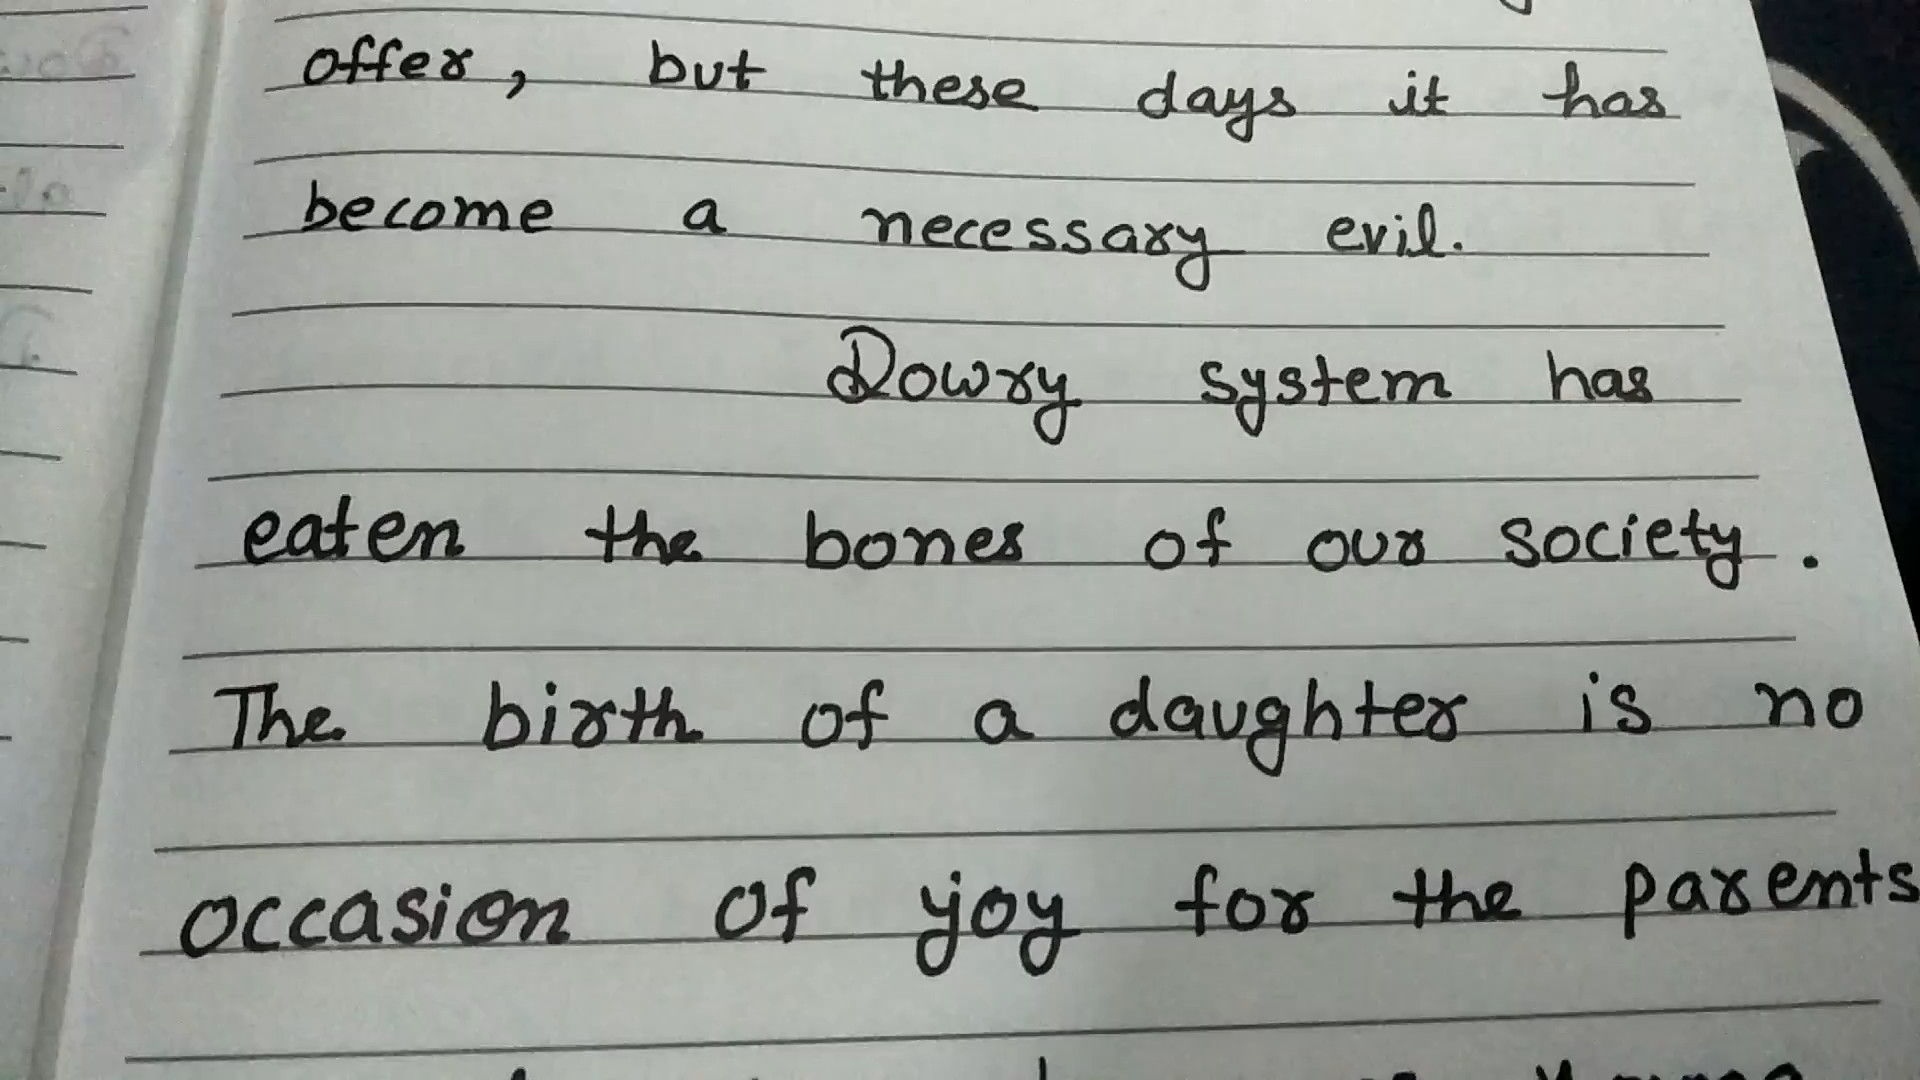 offer, but these days it has
become a necessary evil.
Dowry system has
eaten the bones of our society.
The birth of a daughter is no
occasion of joy for the parents